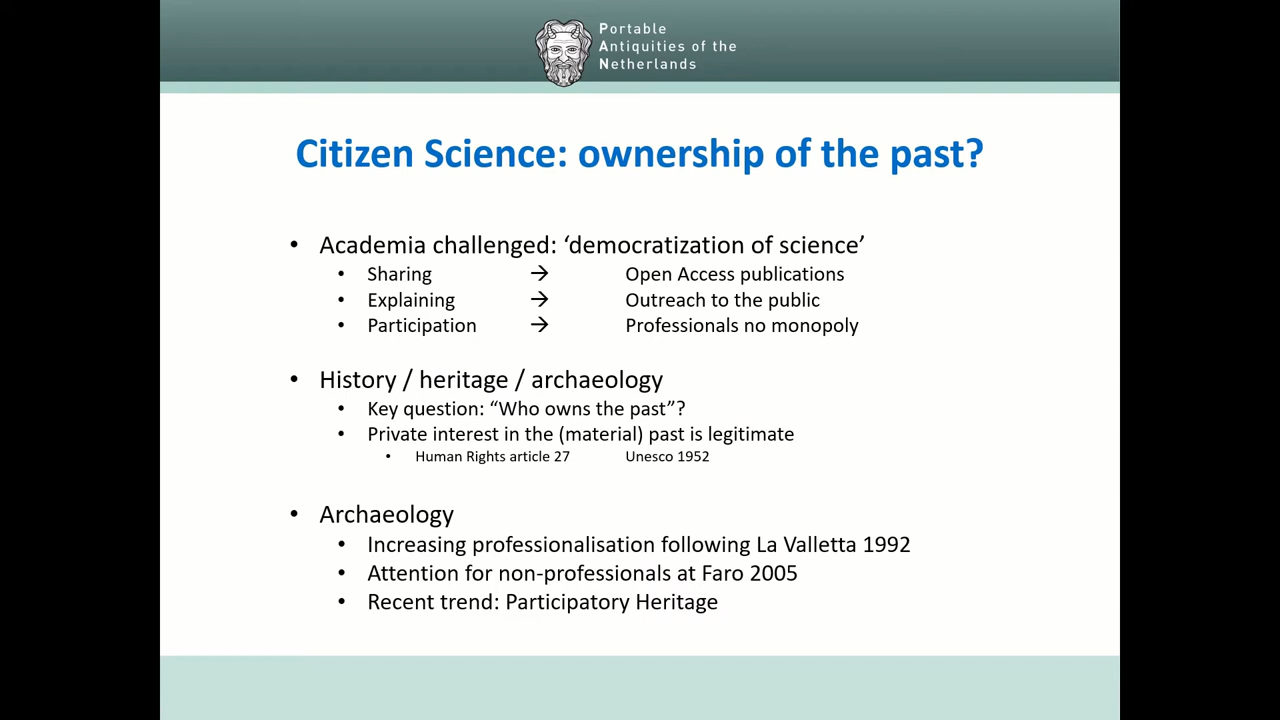 Portable
Antiquities of the
Netherlands
Citizen Science: ownership of the past?
• Academia challenged: ‘democratization of science’
• Sharing → Open Access publications
• Explaining → Outreach to the public
• Participation → Professionals no monopoly
• History / heritage / archaeology
• Key question: “Who owns the past”?
• Private interest in the (material) past is legitimate
• Human Rights article 27 Unesco 1952
• Archaeology
• Increasing professionalisation following La Valletta 1992
• Attention for non-professionals at Faro 2005
• Recent trend: Participatory Heritage